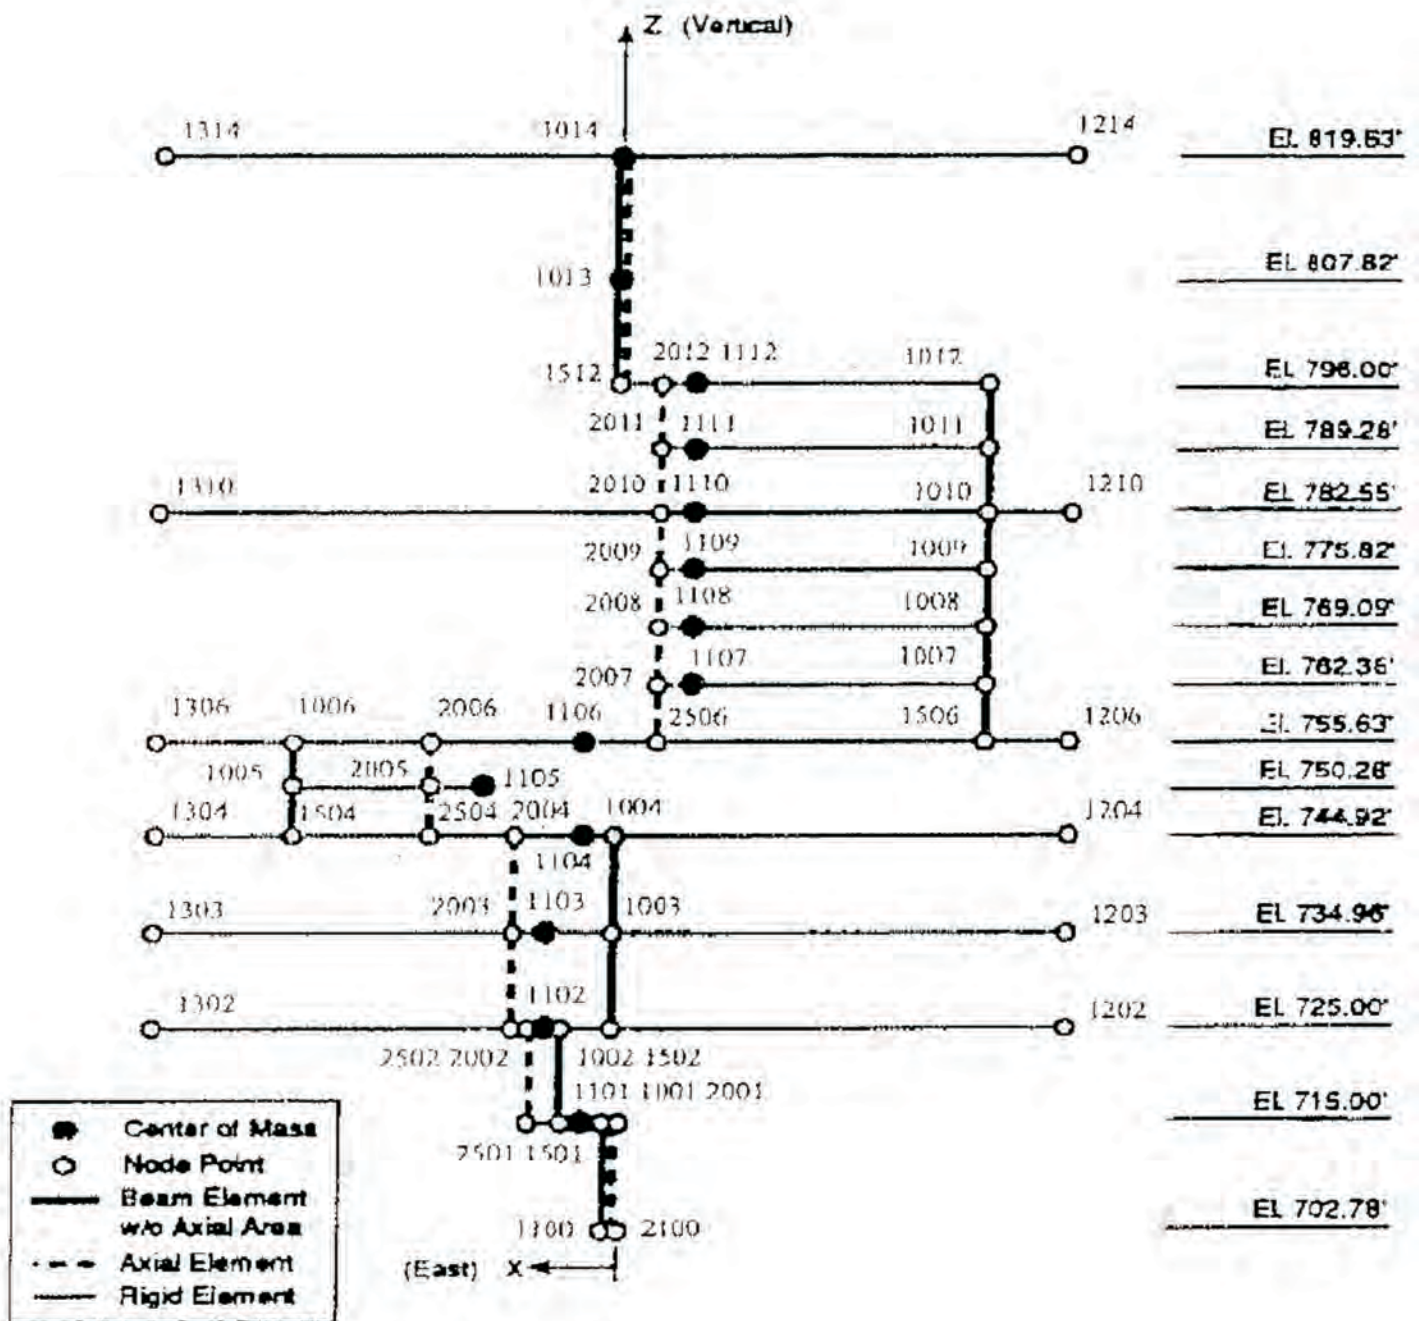 Z (Vertical)
1314 1014 1214 EL 819.63'
1013 EL 807.82'
1512 2012 1112 1012 EL 796.00'
2011 1111 1011 EL 789.28'
1310 2010 1110 1010 1210 EL 782.55'
2009 1109 1009 EL 775.82'
2008 1108 1008 EL 769.09'
2007 1107 1007 EL 762.36'
1306 1006 2006 1106 2506 1506 1206 EL 755.63'
1005 2005 1105 EL 750.28'
1304 1504 2504 2004 1004 1204 EL 744.92'
1104
1303 2003 1103 1003 1203 EL 734.96'
1302 1102 1202 EL 725.00'
2502 2002 1002 1502
1101 1001 2001 EL 715.00'
2501 1501
1100 2100 EL 702.78'
(East) X
Center of Mass
Node Point
Beam Element
w/o Axial Area
Axial Element
Rigid Element